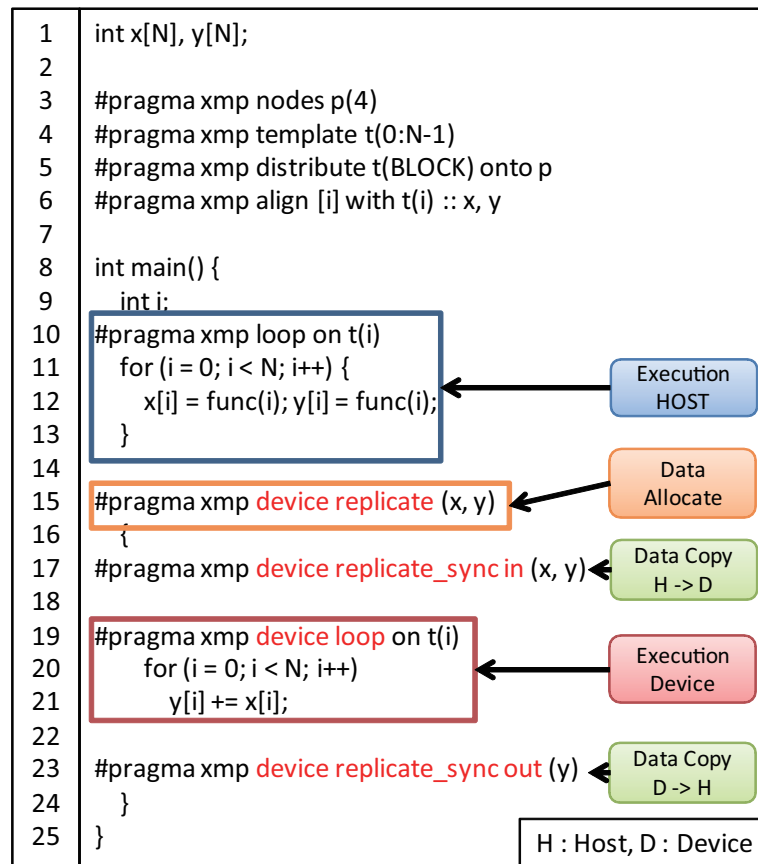 1 int x[N], y[N];
2
3 #pragma xmp nodes p(4)
4 #pragma xmp template t(0:N-1)
5 #pragma xmp distribute t(BLOCK) onto p
6 #pragma xmp align [i] with t(i) :: x, y
7
8 int main() {
9 int i;
10 #pragma xmp loop on t(i)
11 for (i = 0; i < N; i++) {
12 x[i] = func(i); y[i] = func(i);
13 }
Execution
HOST
14
15 #pragma xmp device replicate (x, y)
Data
Allocate
16 {
17 #pragma xmp device replicate_sync in (x, y)
Data Copy
H -> D
18
19 #pragma xmp device loop on t(i)
20 for (i = 0; i < N; i++)
21 y[i] += x[i];
Execution
Device
22
23 #pragma xmp device replicate_sync out (y)
Data Copy
D -> H
24 }
25 }
H : Host, D : Device